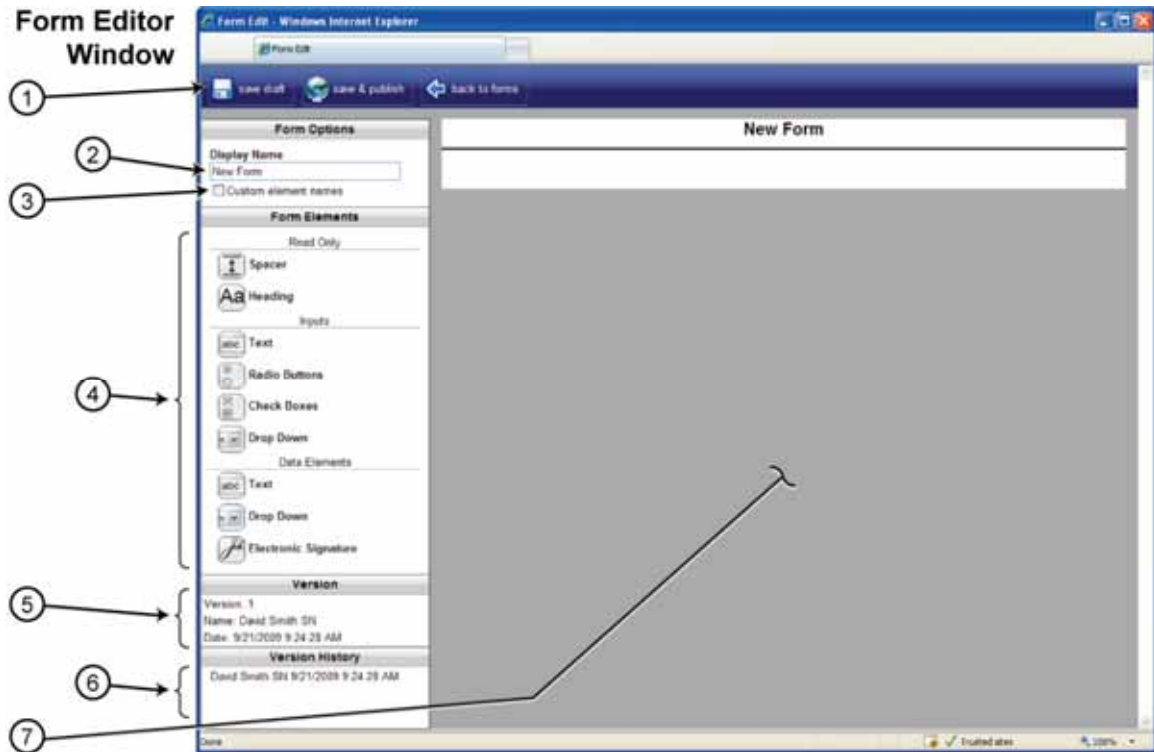 Form Editor
Window
Form Edit - Windows Internet Explorer
Form Edit
1
save draft
save & publish
back to forms
Form Options
New Form
2
Display Name
New Form
3
Custom element names
Form Elements
Read Only
Spacer
Aa Heading
Inputs
abc Text
Radio Buttons
4
Check Boxes
Drop Down
Data Elements
abc Text
Drop Down
Electronic Signature
Version
5
Version: 1
Name: David Smith SN
Date: 9/21/2009 9:24:28 AM
Version History
6
David Smith SN 9/21/2009 9:24:28 AM
7
Done
Trusted sites
100%